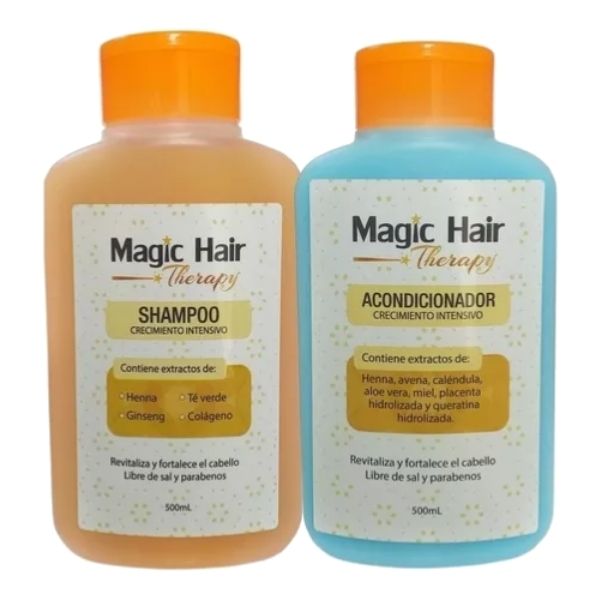 Magic Hair
Therapy
SHAMPOO
CRECIMIENTO INTENSIVO
Contiene extractos de:
Henna
Té verde
Ginseng
Colágeno
Revitaliza y fortalece el cabello
Libre de sal y parabenos
500mL
Magic Hair
Therapy
ACONDICIONADOR
CRECIMIENTO INTENSIVO
Contiene extractos de:
Henna, avena, caléndula,
aloe vera, miel, placenta
hidrolizada y queratina
hidrolizada.
Revitaliza y fortalece el cabello
Libre de sal y parabenos
500mL